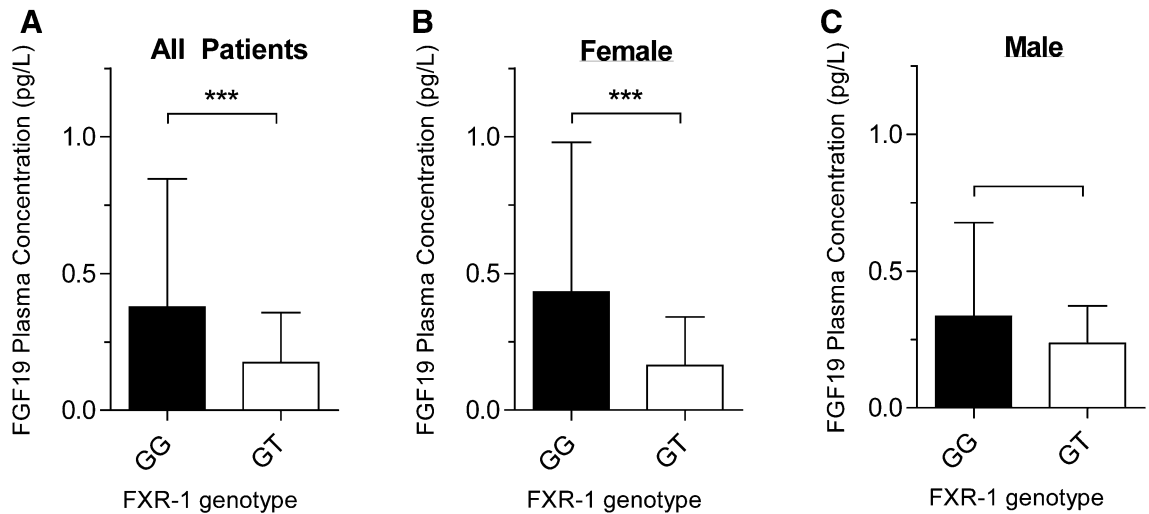 A
All Patients
FGF19 Plasma Concentration (pg/L)
***
1.0
0.5
0.0
GG
GT
FXR-1 genotype
B
Female
FGF19 Plasma Concentration (pg/L)
***
1.0
0.5
0.0
GG
GT
FXR-1 genotype
C
Male
FGF19 Plasma Concentration (pg/L)
1.0
0.5
0.0
GG
GT
FXR-1 genotype